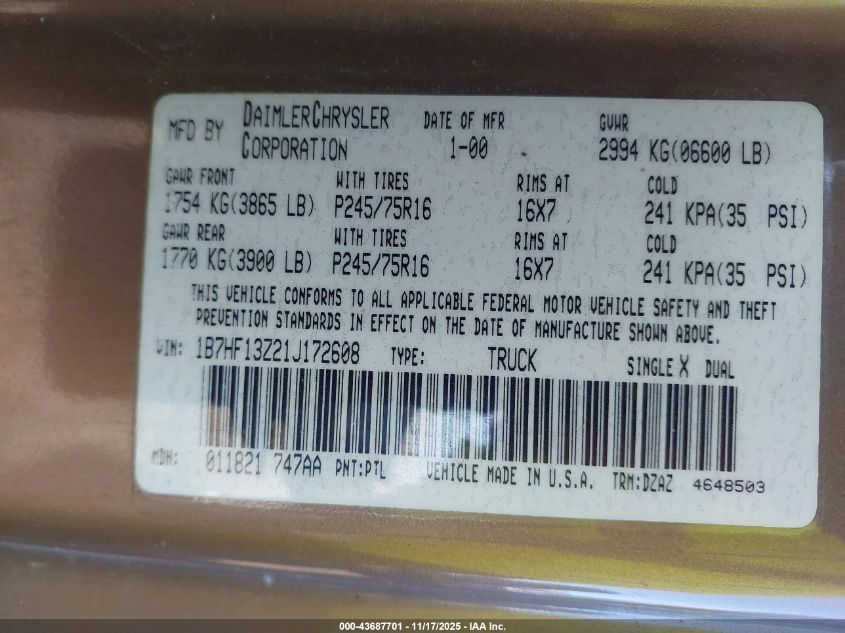 MFD BY DAIMLERCHRYSLER CORPORATION DATE OF MFR 1-00 GVWR 2994 KG(06600 LB)
GAWR FRONT WITH TIRES RIMS AT COLD
1754 KG(3865 LB) P245/75R16 16X7 241 KPA(35 PSI)
GAWR REAR WITH TIRES RIMS AT COLD
1770 KG(3900 LB) P245/75R16 16X7 241 KPA(35 PSI)
THIS VEHICLE CONFORMS TO ALL APPLICABLE FEDERAL MOTOR VEHICLE SAFETY AND THEFT
PREVENTION STANDARDS IN EFFECT ON THE DATE OF MANUFACTURE SHOWN ABOVE.
VIN: 1B7HF13Z21J172608 TYPE: TRUCK SINGLE X DUAL
MDH: 011821 747AA PNT:PTL VEHICLE MADE IN U.S.A. TRM:DZAZ 4648503
000-43687701 - 11/17/2025 - IAA Inc.